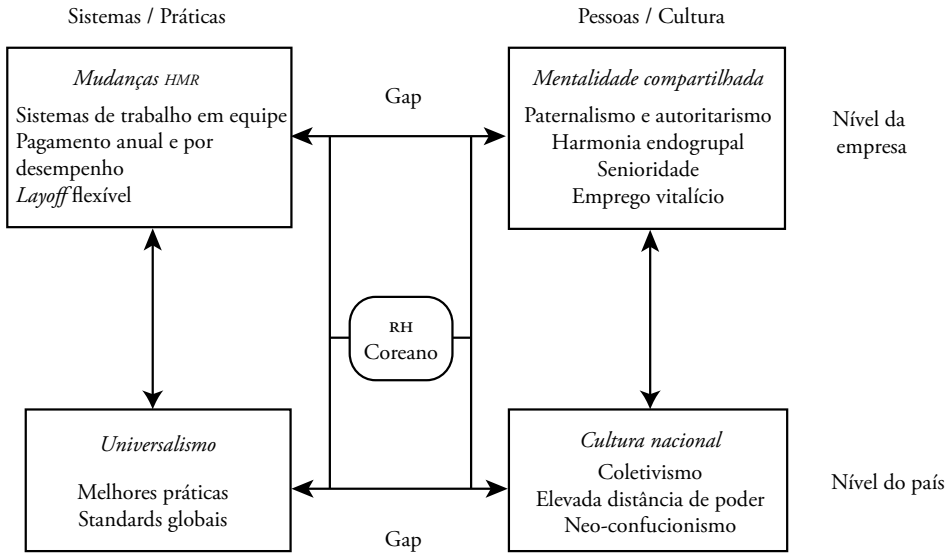 Sistemas / Práticas
Pessoas / Cultura
Mudanças HMR
Sistemas de trabalho em equipe
Pagamento anual e por
desempenho
Layoff flexível
Gap
Mentalidade compartilhada
Paternalismo e autoritarismo
Harmonia endogrupal
Senioridade
Emprego vitalício
Nível da
empresa
RH
Coreano
Universalismo
Melhores práticas
Standards globais
Gap
Cultura nacional
Coletivismo
Elevada distância de poder
Neo-confucionismo
Nível do país